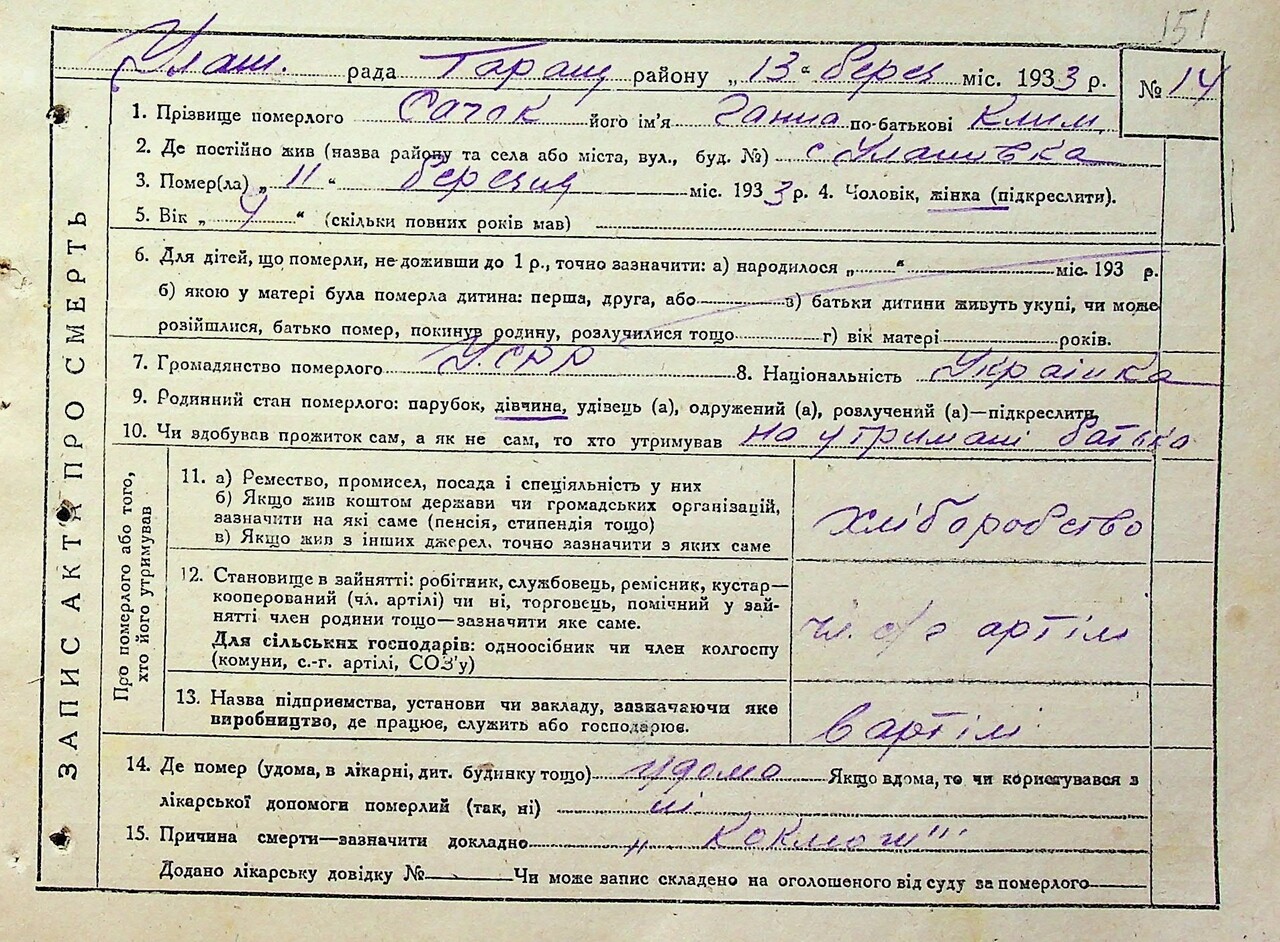 151
Улаш. рада Таращ району „13“ берез міс. 1933 р. № 14
1. Прізвище померлого Сачок його ім'я Ганна по-батькові Клим.
2. Де постійно жив (назва району та села або міста, вул., буд. №) с Улашівка
3. Помер(ла) „11“ березня міс. 1933 р. 4. Чоловік, жінка (підкреслити).
5. Вік „4“ (скільки повних років мав)
6. Для дітей, що померли, не доживши до 1 р., точно зазначити: а) народилося „ “ міс. 193 р.
б) якою у матері була померла дитина: перша, друга, або в) батьки дитини живуть укупі, чи може
розійшлися, батько помер, покинув родину, розлучилися тощо г) вік матері років.
7. Громадянство померлого УСРР 8. Національність Українка
9. Родинний стан померлого: парубок, дівчина, удівець (а), одружений (а), розлучений (а)—підкреслити
10. Чи здобував прожиток сам, а як не сам, то хто утримував на утримані батька
ЗАПИС АКТА ПРО СМЕРТЬ
Про померлого або того,
хто його утримував
11. а) Ремество, промисел, посада і спеціяльність у них
б) Якщо жив коштом держави чи громадських організацій,
зазначити на які саме (пенсія, стипендія тощо)
в) Якщо жив з інших джерел, точно зазначити з яких саме
хліборобство
12. Становище в зайнятті: робітник, службовець, ремісник, кустар—
кооперований (чл. артілі) чи ні, торговець, помічний у зай-
нятті член родини тощо—зазначити яке саме.
Для сільських господарів: одноосібник чи член колгоспу
(комуни, с.-г. артілі, СОЗ'у)
чл. с/г артіли
13. Назва підприємства, установи чи закладу, зазначаючи яке
виробництво, де працює, служить або господарює.
в артілі
14. Де помер (удома, в лікарні, дит. будинку тощо) удома Якщо вдома, то чи користувався з
лікарської допомоги померлий (так, ні) ні
15. Причина смерти—зазначити докладно „Коклюш"
Додано лікарську довідку № Чи може запис складено на оголошеного від суду за померлого